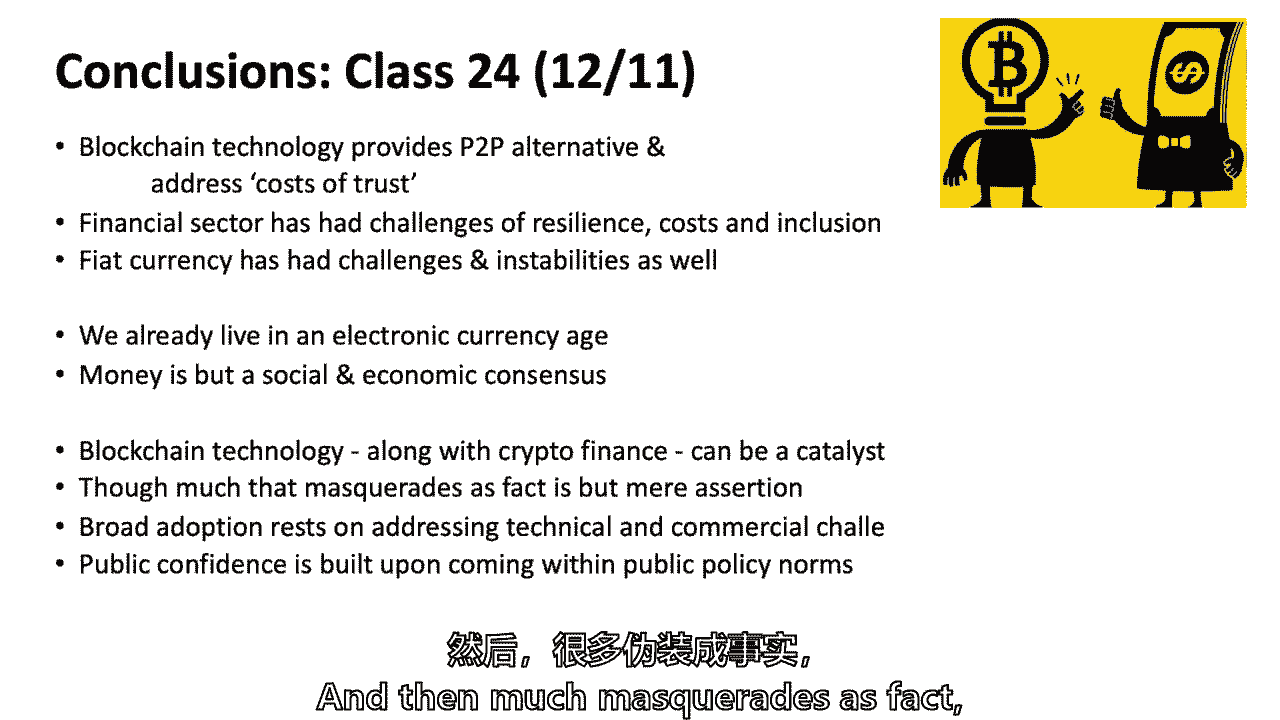 Conclusions: Class 24 (12/11)
• Blockchain technology provides P2P alternative &
address ‘costs of trust’
• Financial sector has had challenges of resilience, costs and inclusion
• Fiat currency has had challenges & instabilities as well
• We already live in an electronic currency age
• Money is but a social & economic consensus
• Blockchain technology - along with crypto finance - can be a catalyst
• Though much that masquerades as fact is but mere assertion
• Broad adoption rests on addressing technical and commercial challe
• Public confidence is built upon coming within public policy norms
然后，很多伪装成事实，
And then much masquerades as fact,